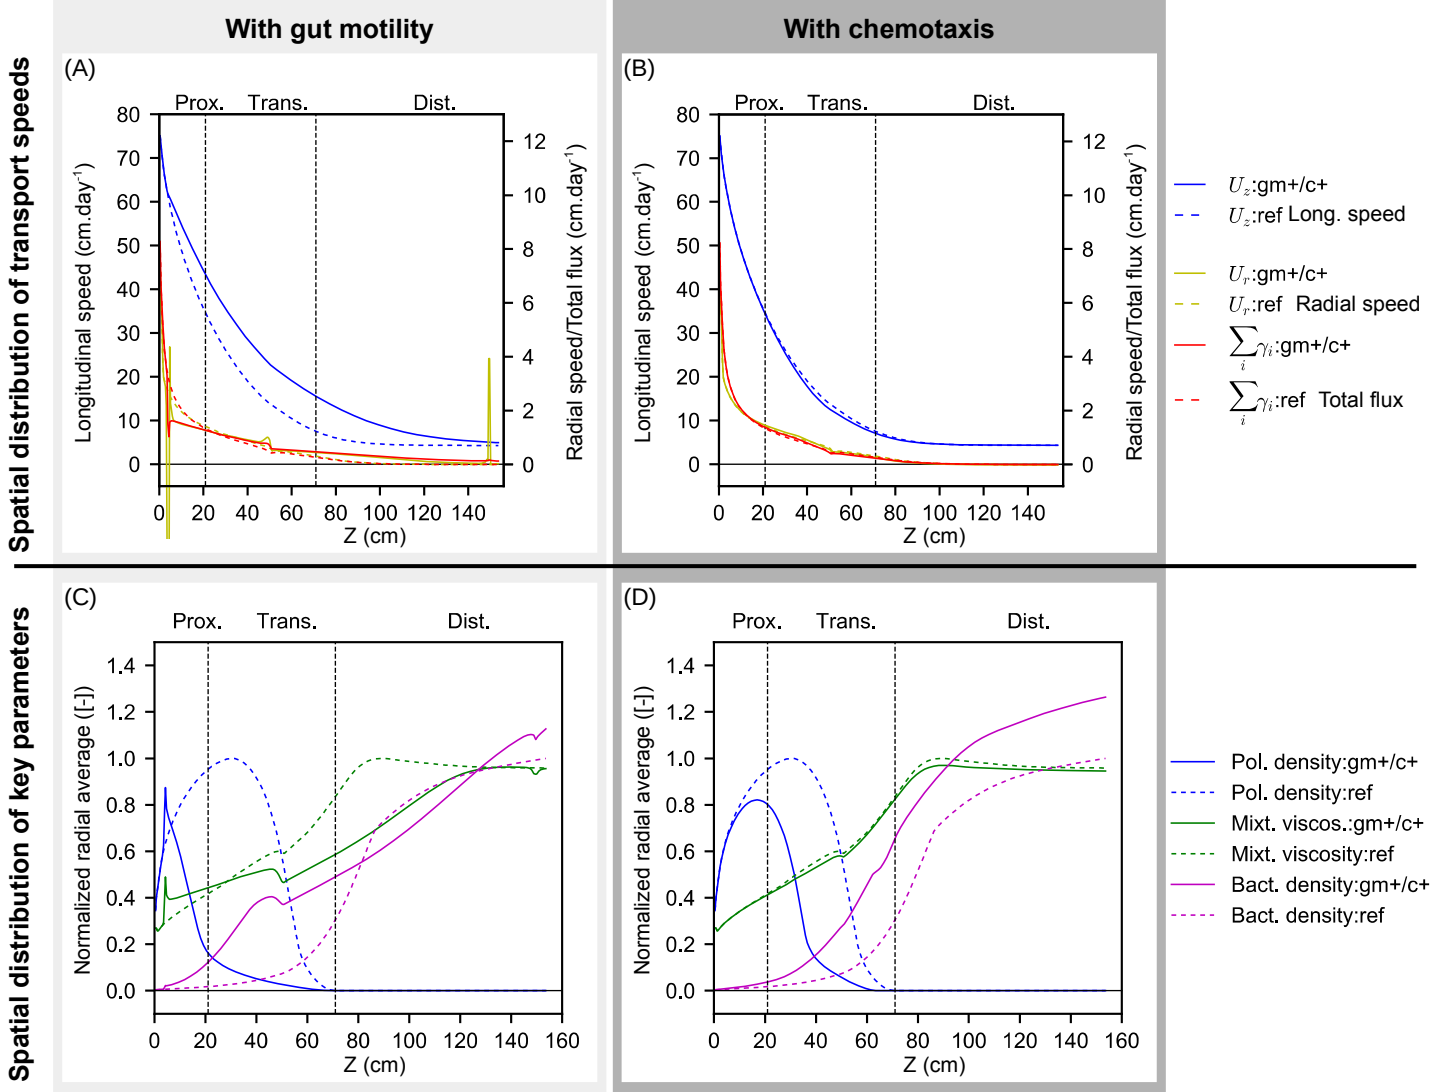 With gut motility
With chemotaxis
Spatial distribution of transport speeds
(A)
Prox. Trans. Dist.
Longitudinal speed (cm.day⁻¹)
80
70
60
50
40
30
20
10
0
12
10
8
6
4
2
0
Radial speed/Total flux (cm.day⁻¹)
0 20 40 60 80 100 120 140
Z (cm)
(B)
Prox. Trans. Dist.
Longitudinal speed (cm.day⁻¹)
80
70
60
50
40
30
20
10
0
12
10
8
6
4
2
0
Radial speed/Total flux (cm.day⁻¹)
0 20 40 60 80 100 120 140
Z (cm)
U_z:gm+/c+
U_z:ref Long. speed
U_r:gm+/c+
U_r:ref Radial speed
∑_i γ_i:gm+/c+
∑_i γ_i:ref Total flux
Spatial distribution of key parameters
(C)
Prox. Trans. Dist.
Normalized radial average ([-])
1.4
1.2
1.0
0.8
0.6
0.4
0.2
0.0
0 20 40 60 80 100 120 140 160
Z (cm)
(D)
Prox. Trans. Dist.
Normalized radial average ([-])
1.4
1.2
1.0
0.8
0.6
0.4
0.2
0.0
0 20 40 60 80 100 120 140 160
Z (cm)
Pol. density:gm+/c+
Pol. density:ref
Mixt. viscos.:gm+/c+
Mixt. viscosity:ref
Bact. density:gm+/c+
Bact. density:ref